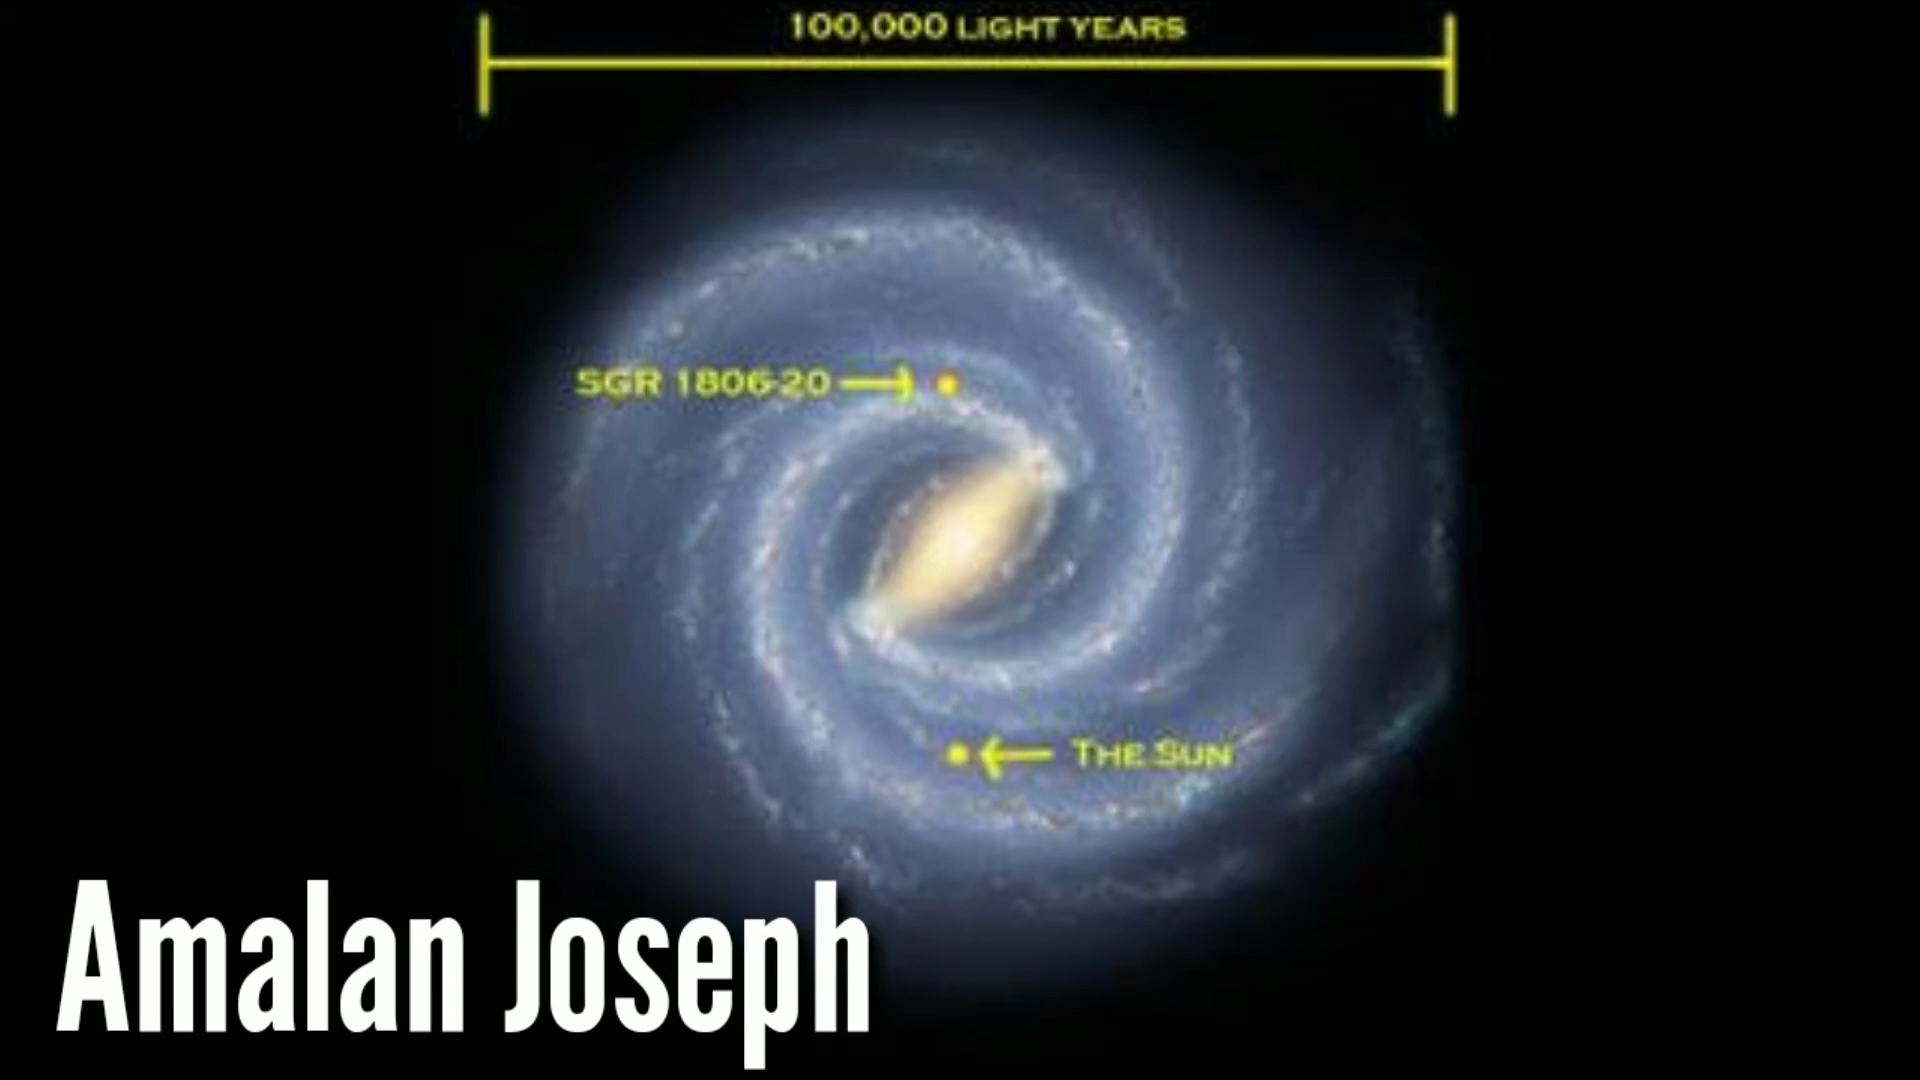 100,000 LIGHT YEARS
SGR 1806-20
THE SUN
Amalan Joseph